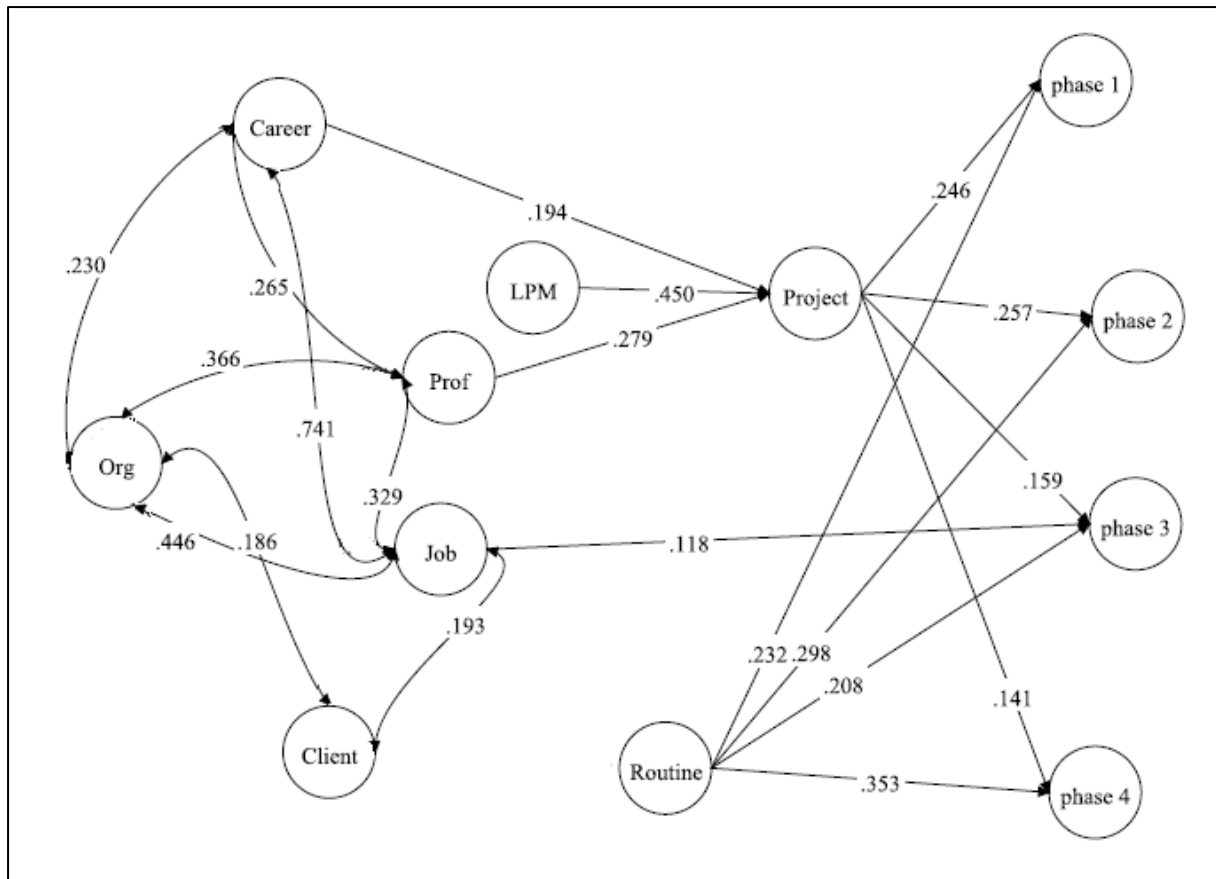 phase 1
Career
.246
.194
.230
.265
LPM
.450
Project
.257
phase 2
.279
.366
Prof
.741
Org
.159
.329
phase 3
.446
.186
Job
.118
.193
.232
.298
.208
.141
Client
Routine
.353
phase 4